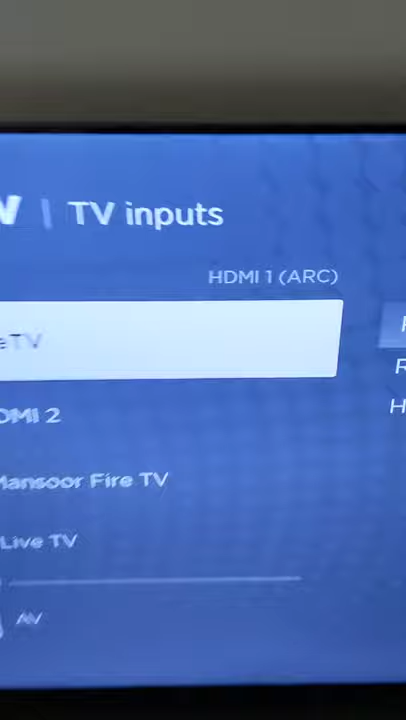 TV inputs
HDMI 1 (ARC)
eTV
DMI 2
Mansoor Fire TV
Live TV
AV